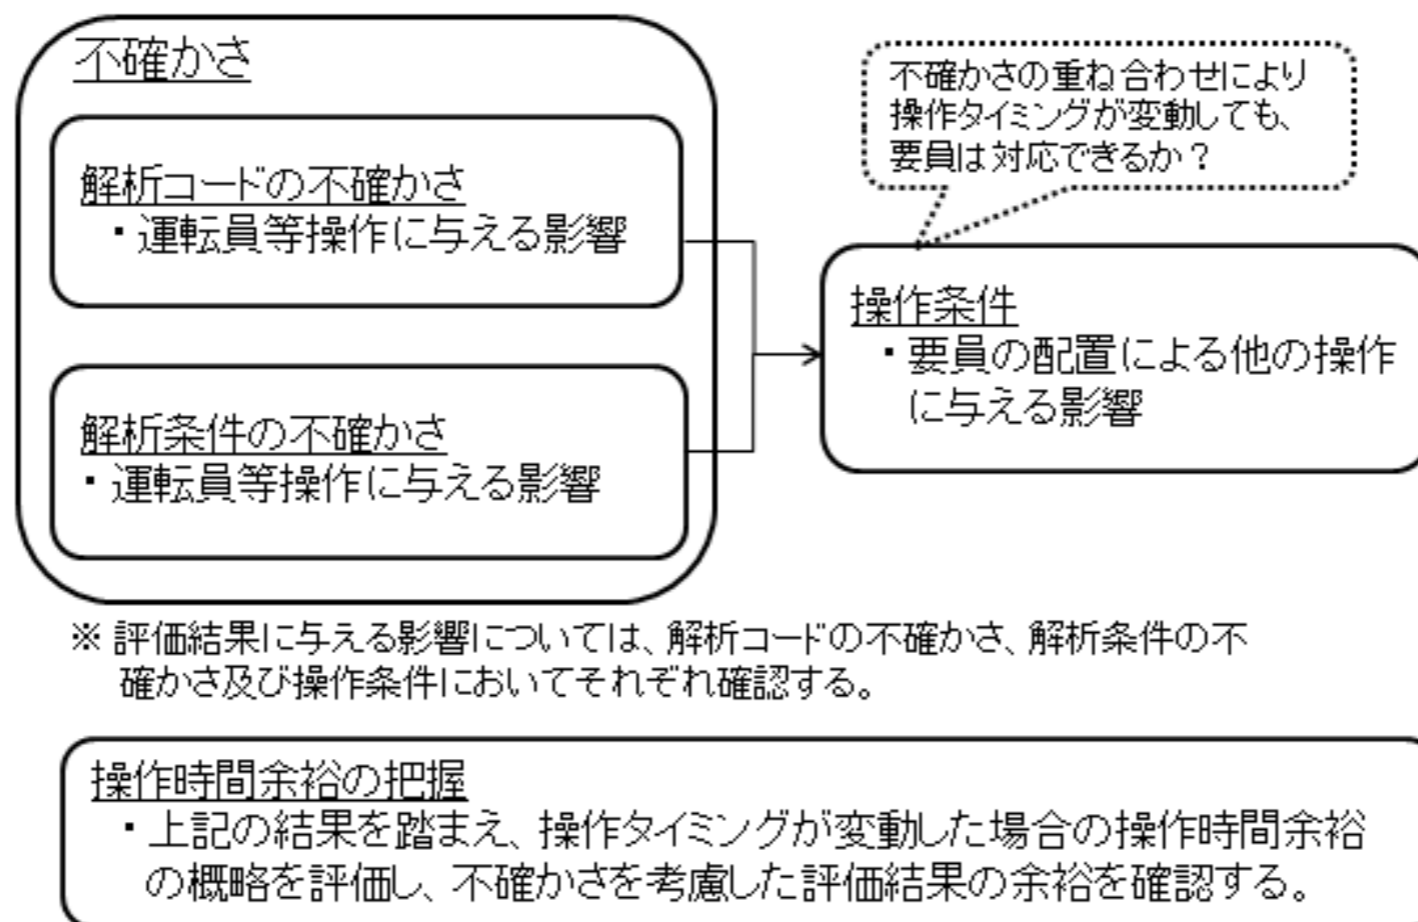 不確かさ
解析コードの不確かさ
・運転員等操作に与える影響
解析条件の不確かさ
・運転員等操作に与える影響
不確かさの重ね合わせにより
操作タイミングが変動しても、
要員は対応できるか？
操作条件
・要員の配置による他の操作
に与える影響
※ 評価結果に与える影響については、解析コードの不確かさ、解析条件の不
確かさ及び操作条件においてそれぞれ確認する。
操作時間余裕の把握
・上記の結果を踏まえ、操作タイミングが変動した場合の操作時間余裕
の概略を評価し、不確かさを考慮した評価結果の余裕を確認する。